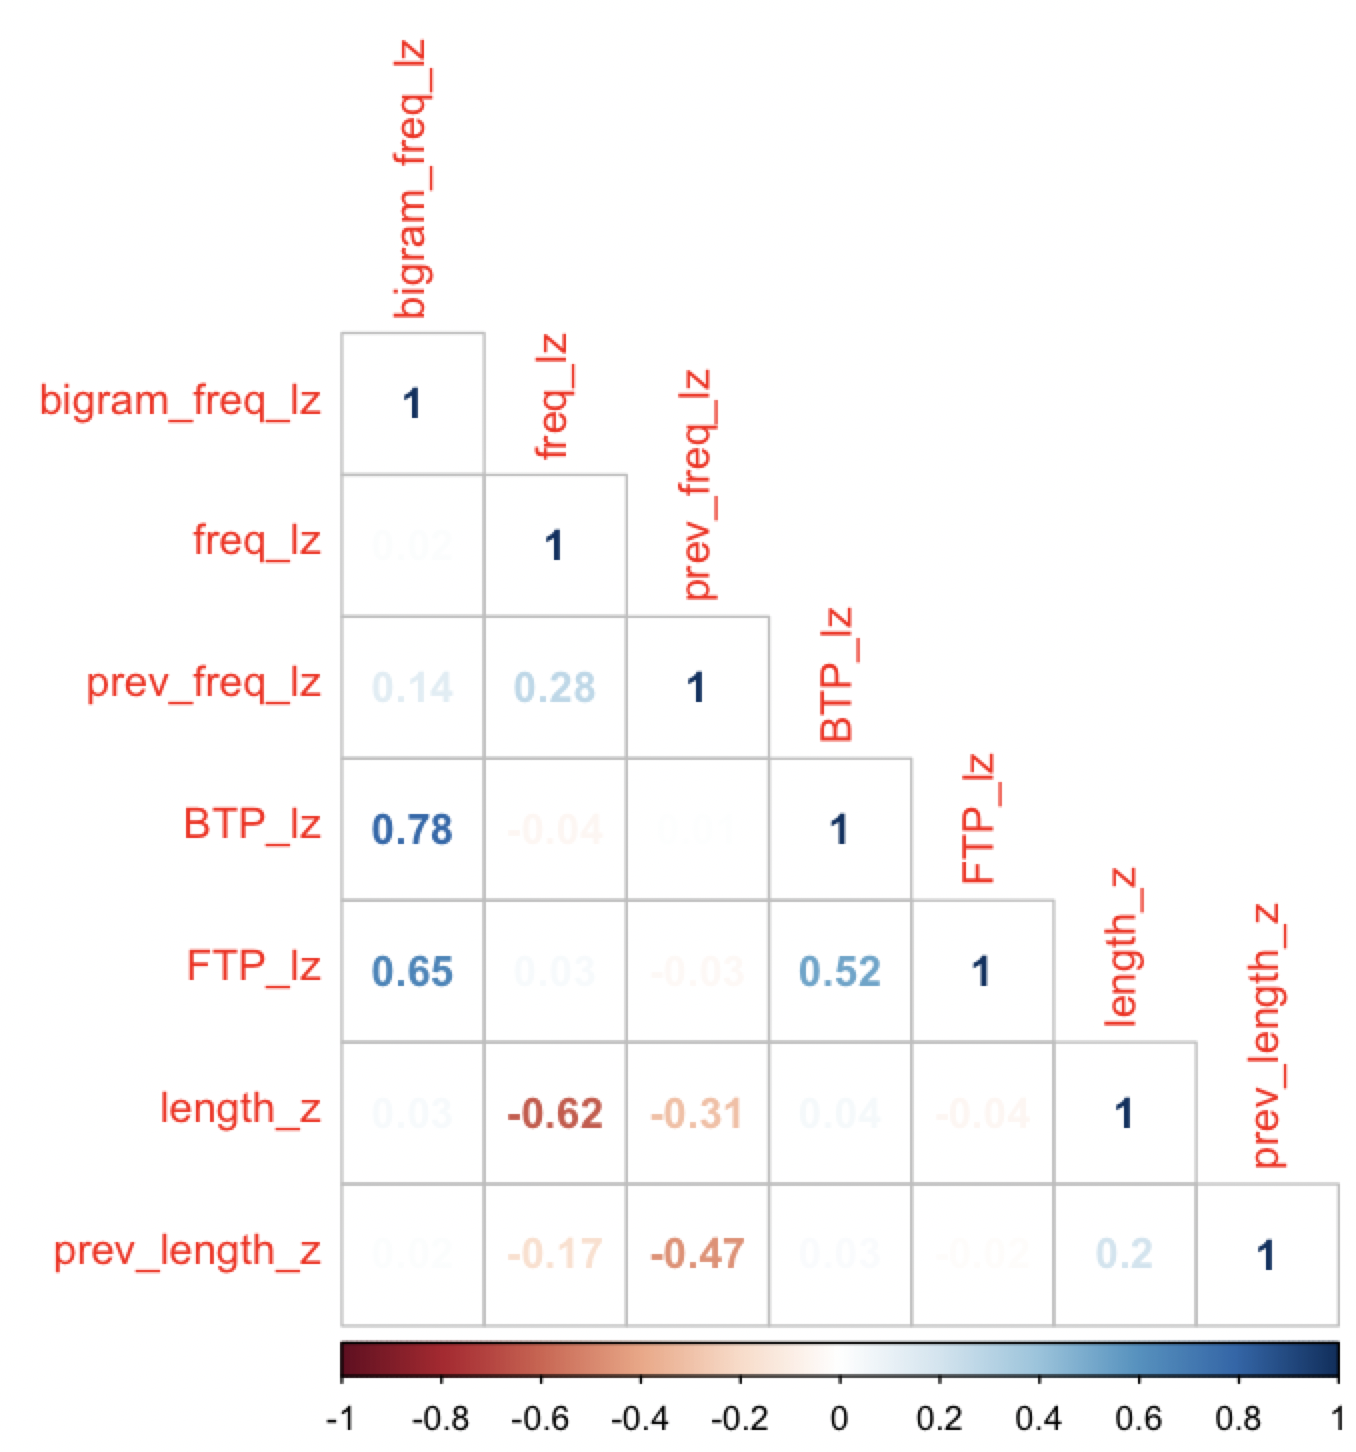 bigram_freq_lz
freq_lz
prev_freq_lz
BTP_lz
FTP_lz
length_z
prev_length_z
bigram_freq_lz 1
freq_lz 0.02 1
prev_freq_lz 0.14 0.28 1
BTP_lz 0.78 -0.04 1
FTP_lz 0.65 0.03 -0.03 0.52 1
length_z 0.03 -0.62 -0.31 0.04 -0.04 1
prev_length_z 0.02 -0.17 -0.47 0.03 -0.02 0.2 1
-1 -0.8 -0.6 -0.4 -0.2 0 0.2 0.4 0.6 0.8 1